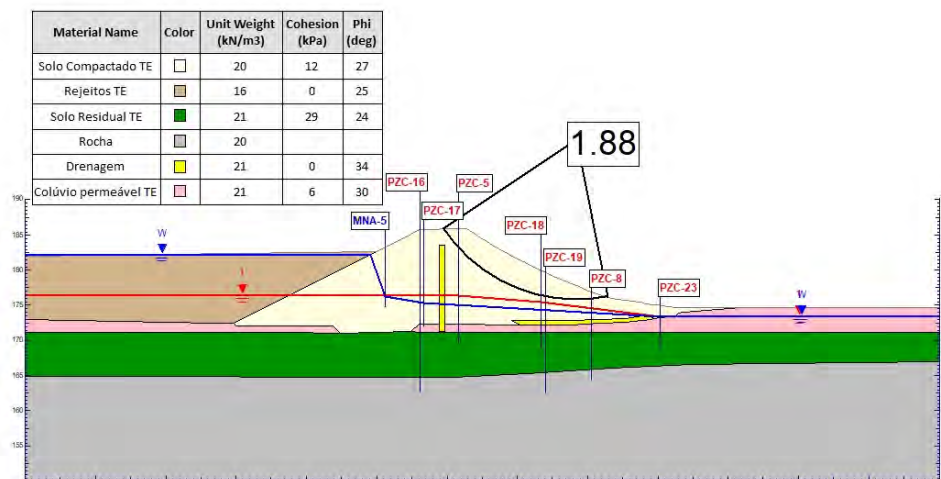 Material Name Color Unit Weight (kN/m3) Cohesion (kPa) Phi (deg)
Solo Compactado TE 20 12 27
Rejeitos TE 16 0 25
Solo Residual TE 21 29 24
Rocha 20
Drenagem 21 0 34
Colúvio permeável TE 21 6 30
1.88
PZC-16
PZC-5
MNA-5
PZC-17
PZC-18
PZC-19
PZC-8
PZC-23
W
W
190
185
180
175
170
165
160
155